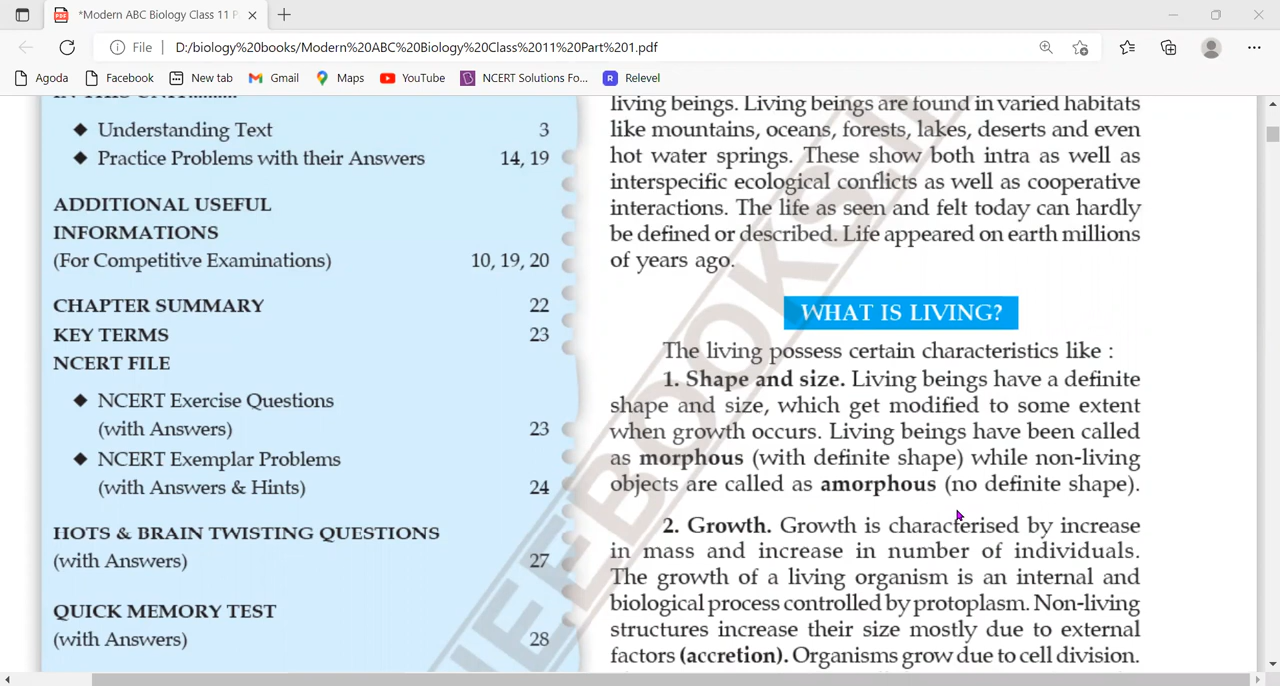 *Modern ABC Biology Class 11 P
File
D:/biology%20books/Modern%20ABC%20Biology%20Class%2011%20Part%201.pdf
Agoda Facebook New tab Gmail Maps YouTube NCERT Solutions Fo... Relevel
IN THIS UNIT..........
◆ Understanding Text 3
◆ Practice Problems with their Answers 14, 19
ADDITIONAL USEFUL
INFORMATIONS
(For Competitive Examinations) 10, 19, 20
CHAPTER SUMMARY 22
KEY TERMS 23
NCERT FILE
◆ NCERT Exercise Questions
(with Answers) 23
◆ NCERT Exemplar Problems
(with Answers & Hints) 24
HOTS & BRAIN TWISTING QUESTIONS
(with Answers) 27
QUICK MEMORY TEST
(with Answers) 28
living beings. Living beings are found in varied habitats
like mountains, oceans, forests, lakes, deserts and even
hot water springs. These show both intra as well as
interspecific ecological conflicts as well as cooperative
interactions. The life as seen and felt today can hardly
be defined or described. Life appeared on earth millions
of years ago.
WHAT IS LIVING?
The living possess certain characteristics like :
1. Shape and size. Living beings have a definite
shape and size, which get modified to some extent
when growth occurs. Living beings have been called
as morphous (with definite shape) while non-living
objects are called as amorphous (no definite shape).
2. Growth. Growth is characterised by increase
in mass and increase in number of individuals.
The growth of a living organism is an internal and
biological process controlled by protoplasm. Non-living
structures increase their size mostly due to external
factors (accretion). Organisms grow due to cell division.